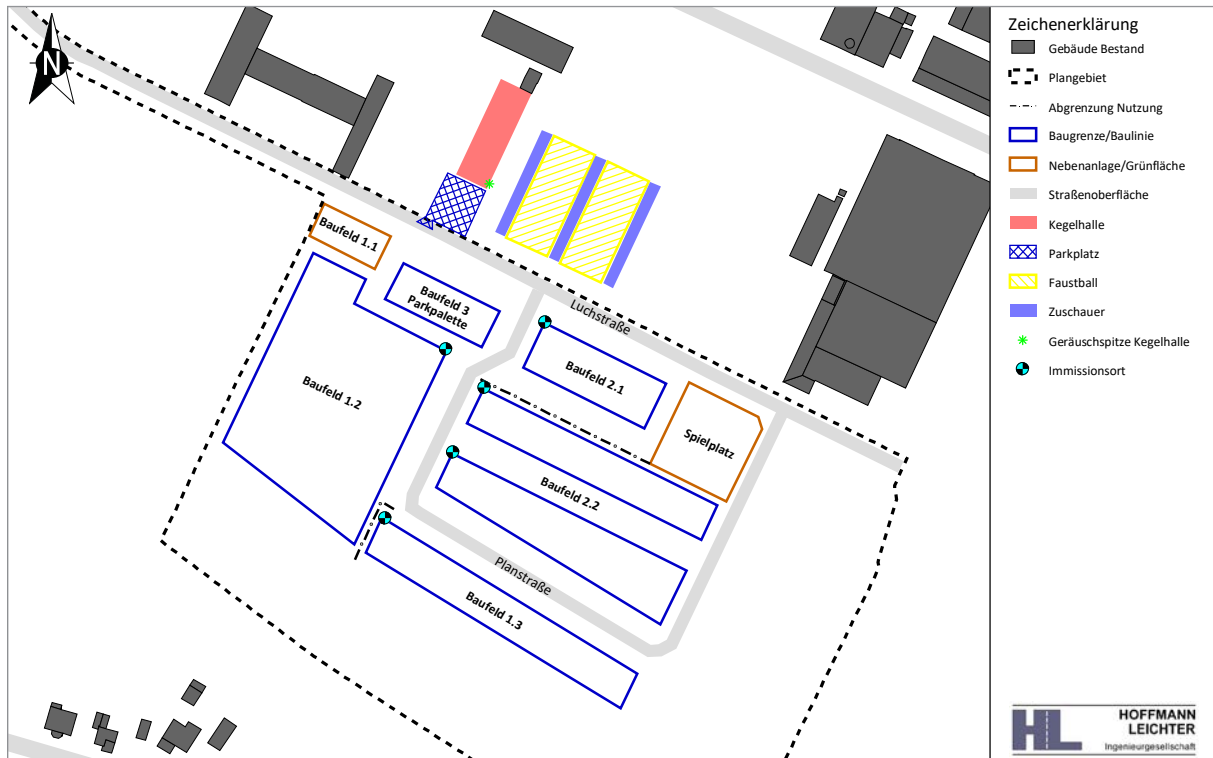 N
Baufeld 1.1
Baufeld 3
Parkpalette
Luchstraße
Baufeld 2.1
Baufeld 1.2
Spielplatz
Baufeld 2.2
Planstraße
Baufeld 1.3
Zeichenerklärung
Gebäude Bestand
Plangebiet
Abgrenzung Nutzung
Baugrenze/Baulinie
Nebenanlage/Grünfläche
Straßenoberfläche
Kegelhalle
Parkplatz
Faustball
Zuschauer
Geräuschspitze Kegelhalle
Immissionsort
HL
HOFFMANN
LEICHTER
Ingenieurgesellschaft